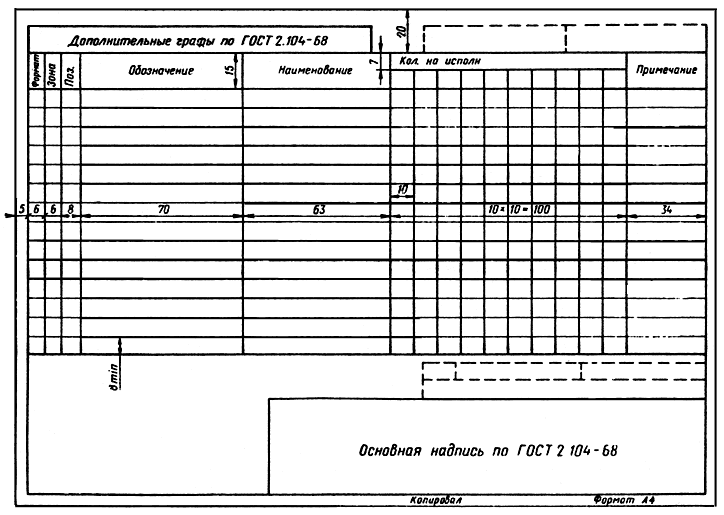 Дополнительные графы по ГОСТ 2.104-68
20
Формат
Зона
Поз.
Обозначение
15
Наименование
7
Кол. на исполн
Примечание
10
5 6 6 8 70 63 10 × 10 = 100 34
8 min
Основная надпись по ГОСТ 2 104-68
Копировал Формат А4